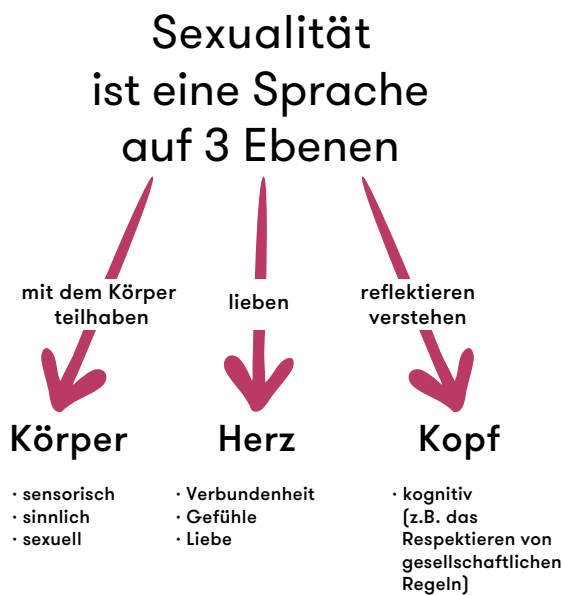 Sexualität
ist eine Sprache
auf 3 Ebenen
mit dem Körper
teilhaben
lieben
reflektieren
verstehen
Körper
· sensorisch
· sinnlich
· sexuell
Herz
· Verbundenheit
· Gefühle
· Liebe
Kopf
· kognitiv
(z.B. das
Respektieren von
gesellschaftlichen
Regeln)